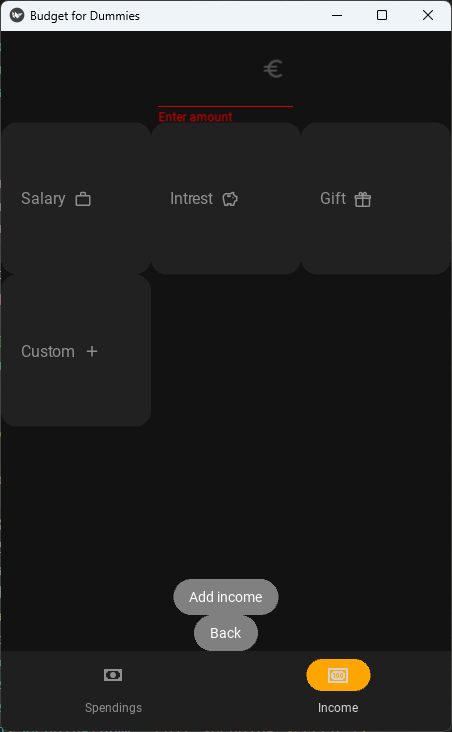 Budget for Dummies
€
Enter amount
Salary
Intrest
Gift
Custom
Add income
Back
Spendings
Income